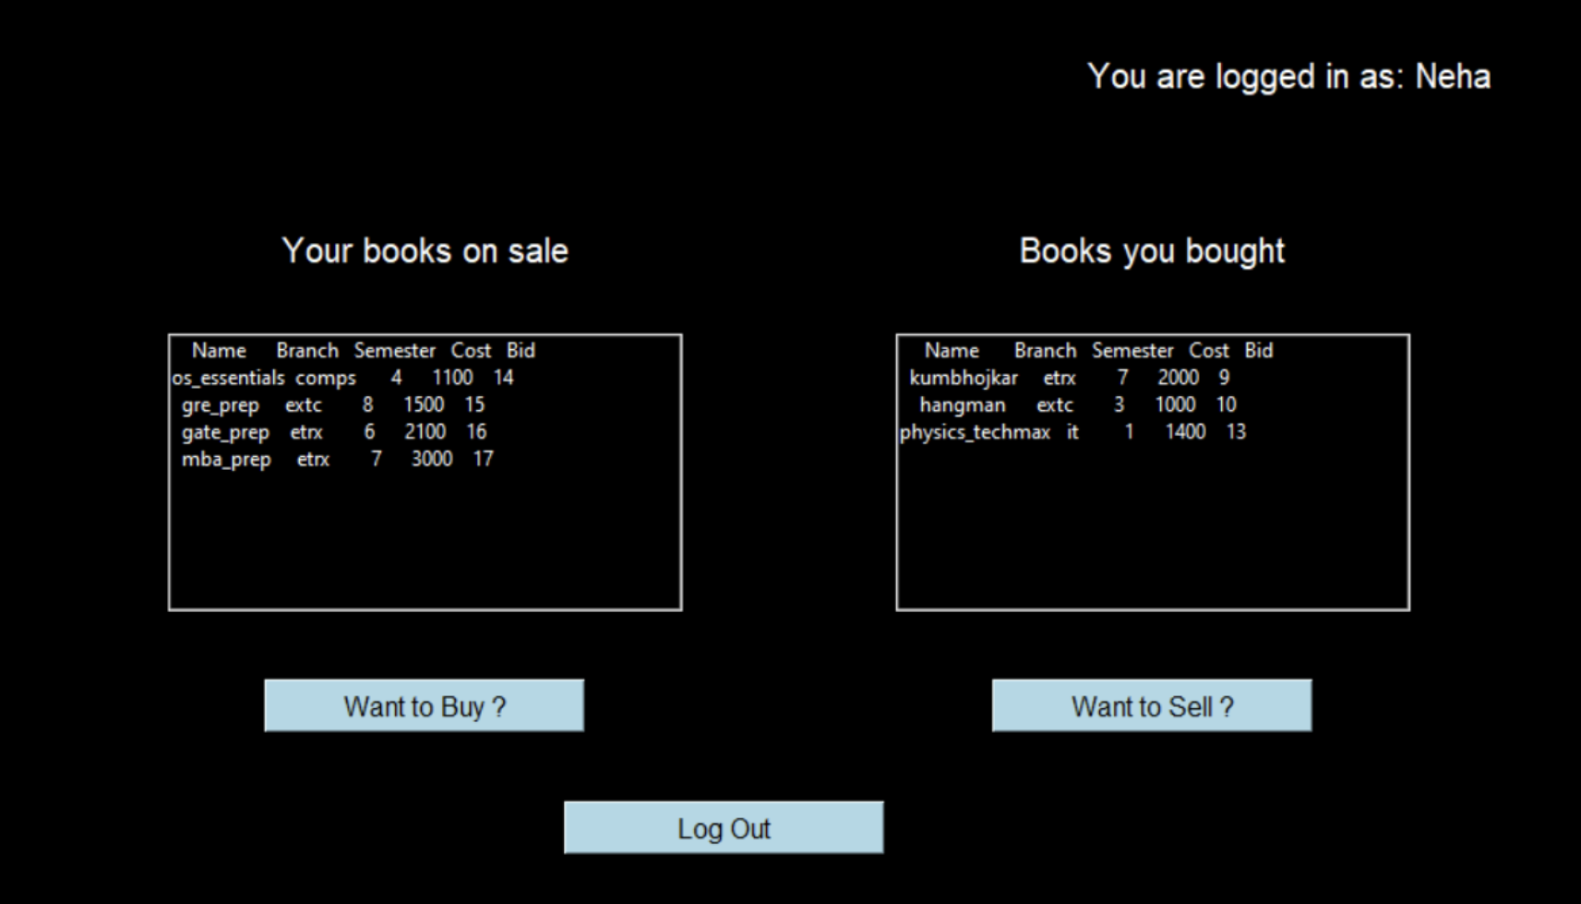 You are logged in as: Neha
Your books on sale
Name Branch Semester Cost Bid
os_essentials comps 4 1100 14
gre_prep extc 8 1500 15
gate_prep etrx 6 2100 16
mba_prep etrx 7 3000 17
Want to Buy ?
Books you bought
Name Branch Semester Cost Bid
kumbhojkar etrx 7 2000 9
hangman extc 3 1000 10
physics_techmax it 1 1400 13
Want to Sell ?
Log Out